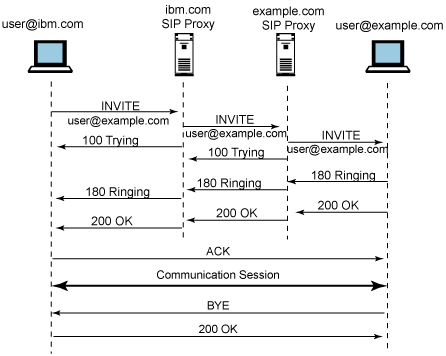 user@ibm.com
ibm.com
SIP Proxy
example.com
SIP Proxy
user@example.com
INVITE
user@example.com
INVITE
user@example.com
INVITE
user@example.com
100 Trying
100 Trying
180 Ringing
180 Ringing
180 Ringing
200 OK
200 OK
200 OK
ACK
Communication Session
BYE
200 OK